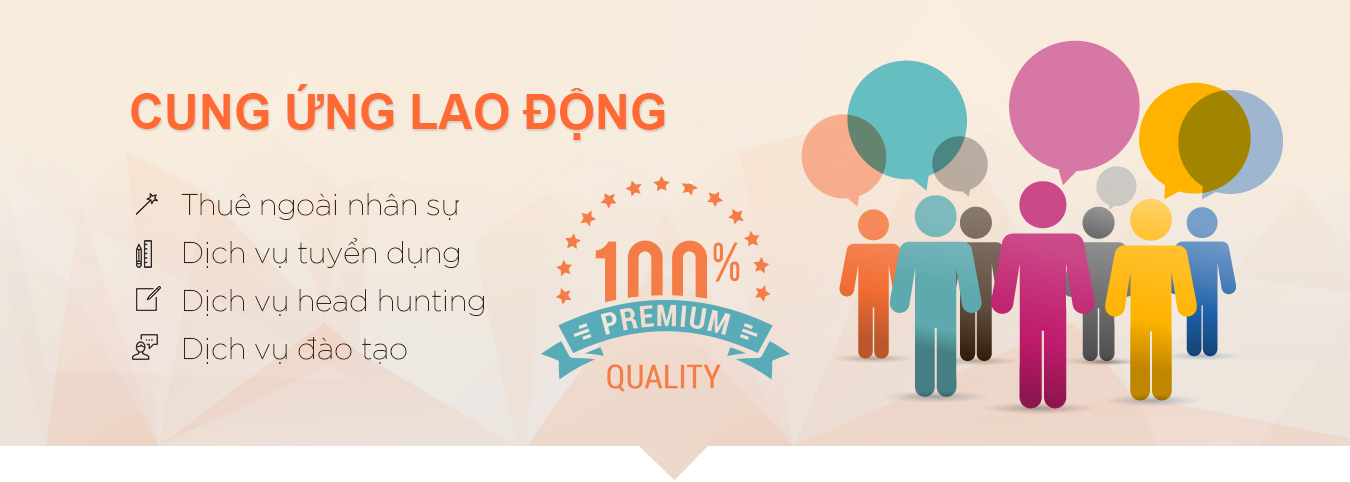 CUNG ỨNG LAO ĐỘNG
Thuê ngoài nhân sự
Dịch vụ tuyển dụng
Dịch vụ head hunting
Dịch vụ đào tạo
100%
PREMIUM
QUALITY